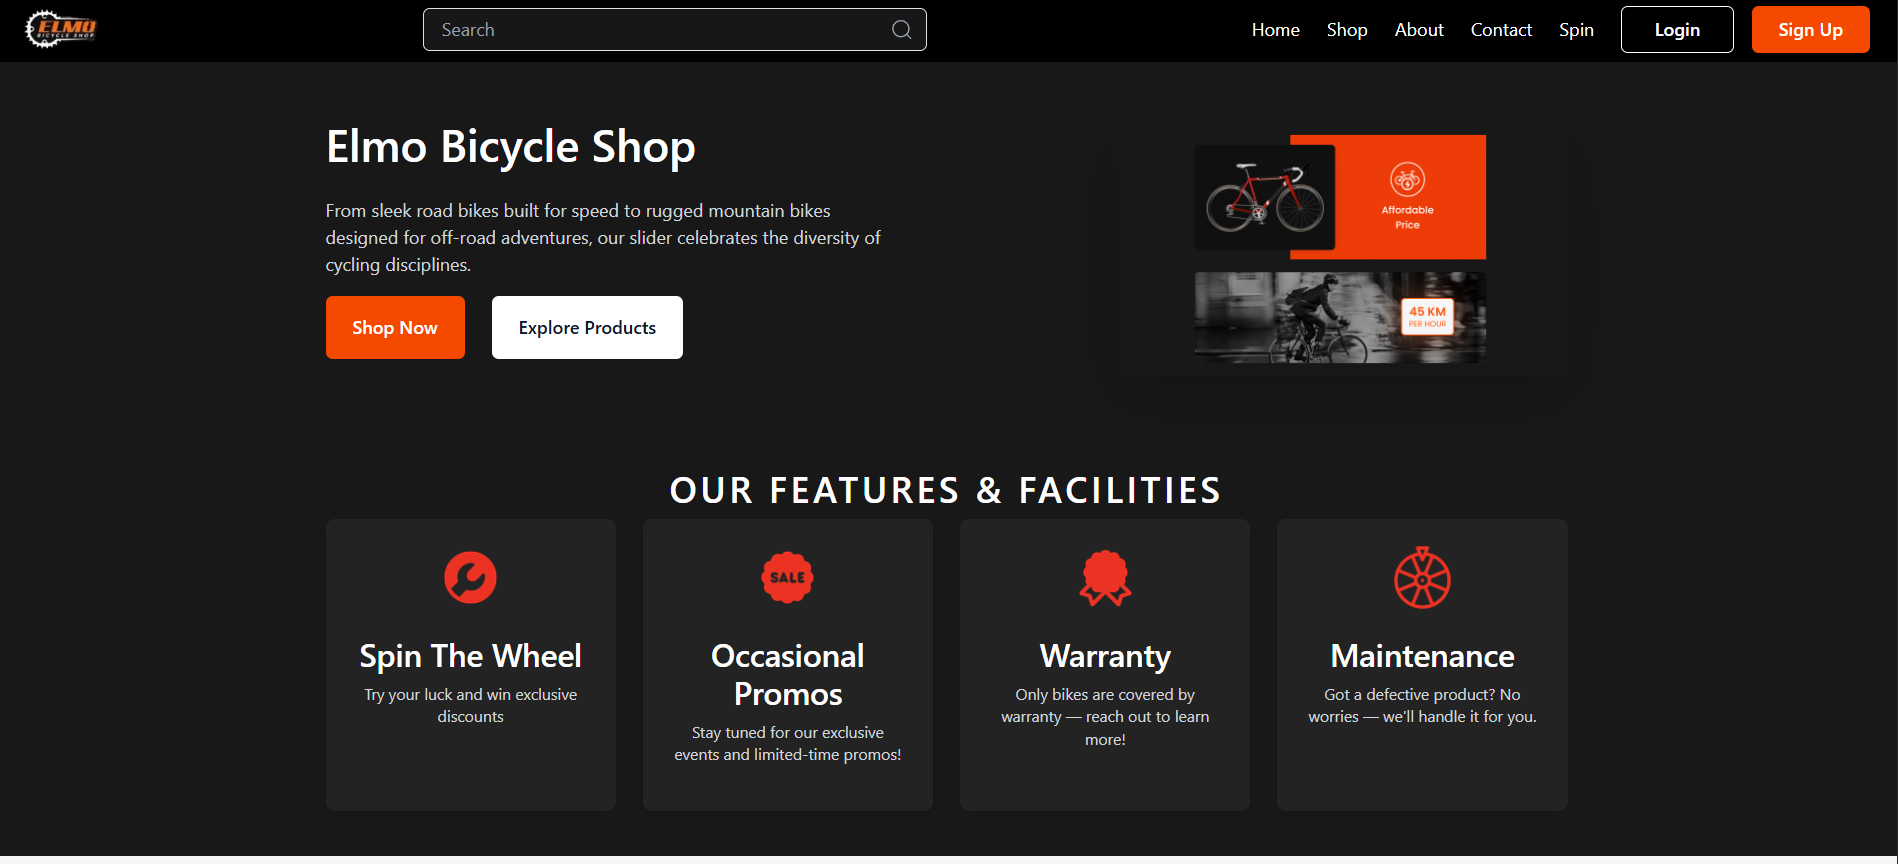 ELMO
BICYCLE SHOP
Search
Home
Shop
About
Contact
Spin
Login
Sign Up
Elmo Bicycle Shop
From sleek road bikes built for speed to rugged mountain bikes
designed for off-road adventures, our slider celebrates the diversity of
cycling disciplines.
Shop Now
Explore Products
Affordable
Price
45 KM
PER HOUR
OUR FEATURES & FACILITIES
Spin The Wheel
Try your luck and win exclusive
discounts
SALE
Occasional
Promos
Stay tuned for our exclusive
events and limited-time promos!
Warranty
Only bikes are covered by
warranty — reach out to learn
more!
Maintenance
Got a defective product? No
worries — we'll handle it for you.